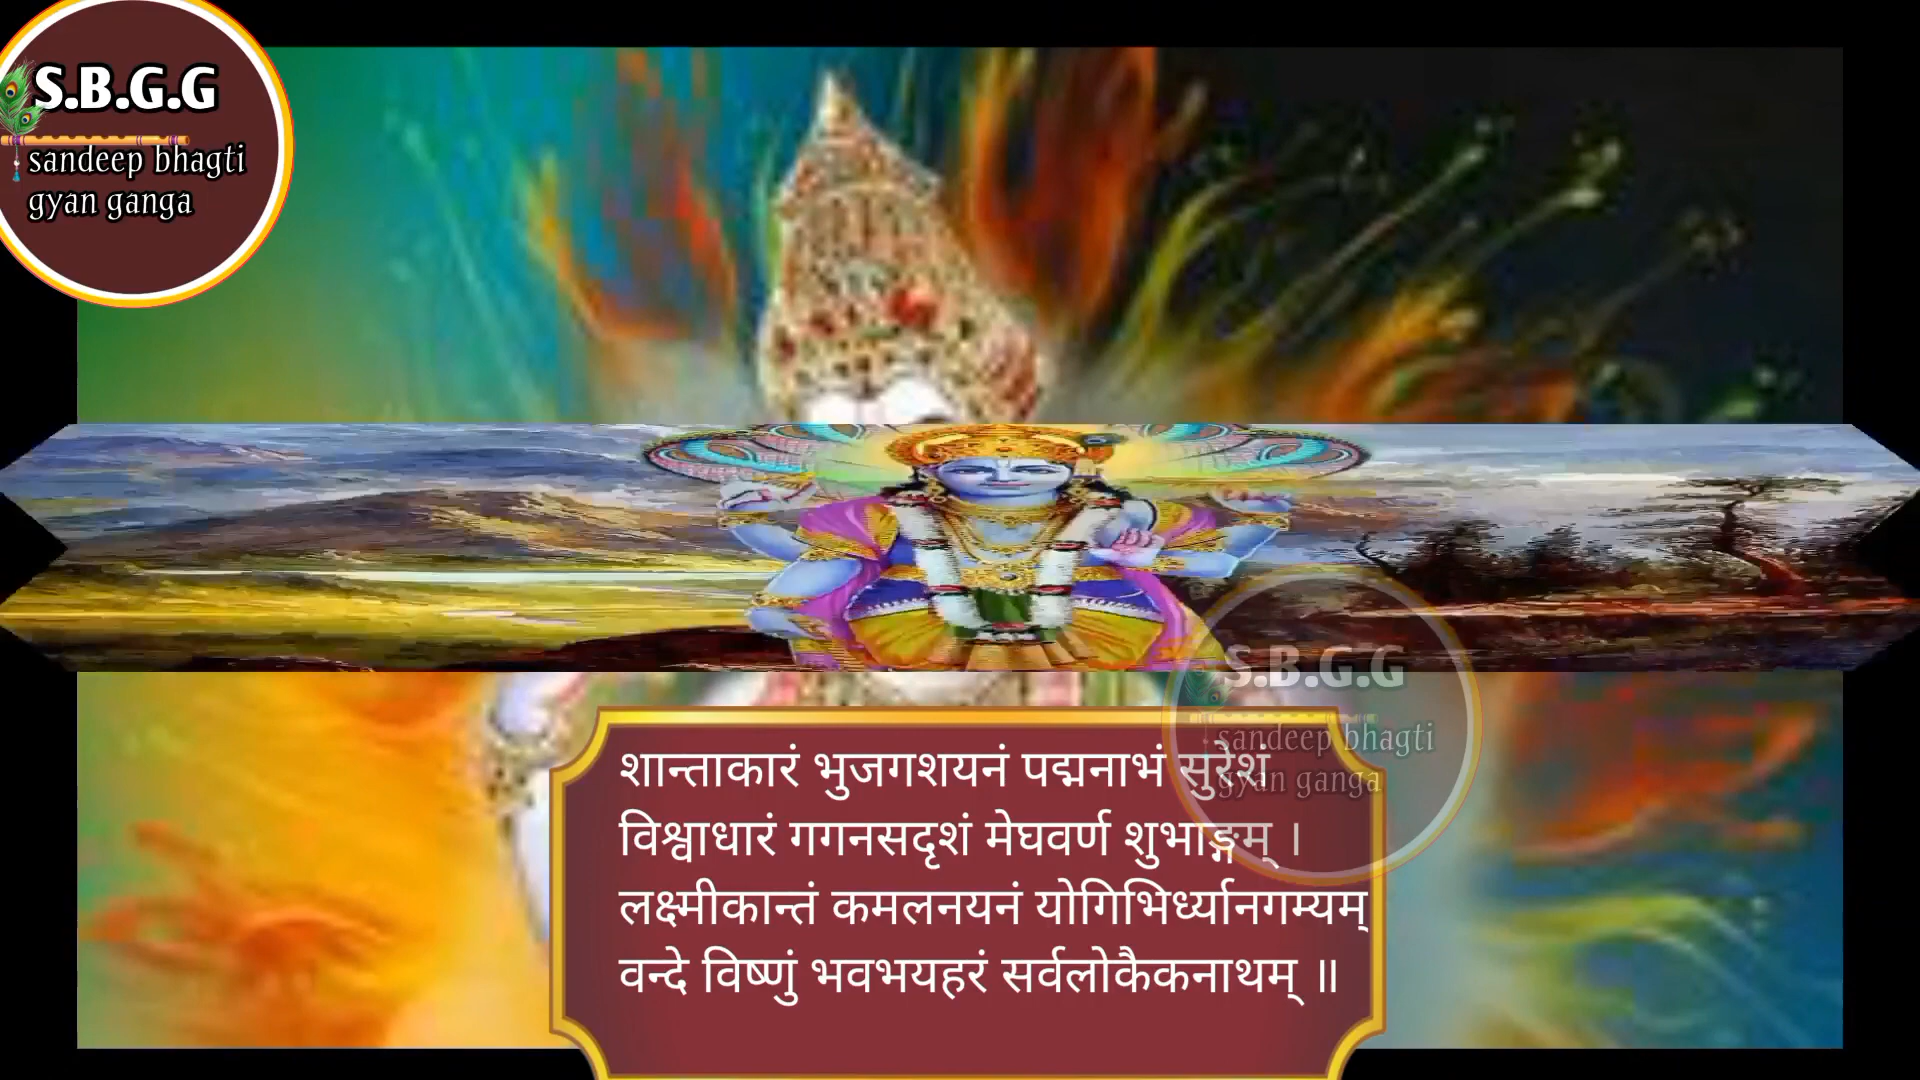 S.B.G.G
sandeep bhagti
gyan ganga
शान्ताकारं भुजगशयनं पद्मनाभं सुरेशं
विश्वाधारं गगनसदृशं मेघवर्ण शुभाङ्गम् ।
लक्ष्मीकान्तं कमलनयनं योगिभिर्ध्यानगम्यम्
वन्दे विष्णुं भवभयहरं सर्वलोकैकनाथम् ॥
S.B.G.G
sandeep bhagti
gyan ganga